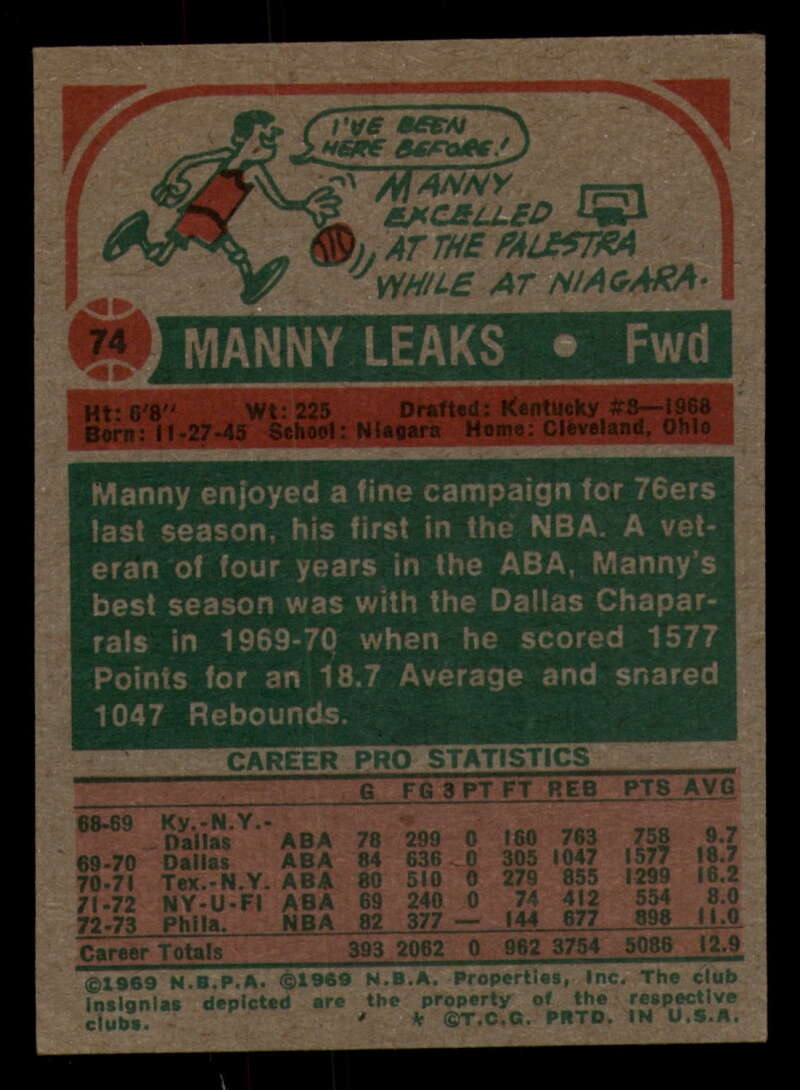 I'VE BEEN
HERE BEFORE!
MANNY
EXCELLED
AT THE PALESTRA
WHILE AT NIAGARA.
74 MANNY LEAKS • Fwd
Ht: 6'8" Wt: 225 Drafted: Kentucky #8—1968
Born: 11-27-45 School: Niagara Home: Cleveland, Ohio
Manny enjoyed a fine campaign for 76ers
last season, his first in the NBA. A vet-
eran of four years in the ABA, Manny's
best season was with the Dallas Chapar-
rals in 1969-70 when he scored 1577
Points for an 18.7 Average and snared
1047 Rebounds.
CAREER PRO STATISTICS
G FG 3 PT FT REB PTS AVG
68-69 Ky.-N.Y.-
Dallas ABA 78 299 0 160 763 758 9.7
69-70 Dallas ABA 84 636 0 305 1047 1577 18.7
70-71 Tex.-N.Y. ABA 80 510 0 279 855 1299 16.2
71-72 NY-U-Fl ABA 69 240 0 74 412 554 8.0
72-73 Phila. NBA 82 377 — 144 677 898 11.0
Career Totals 393 2062 0 962 3754 5086 12.9
©1969 N.B.P.A. ©1969 N.B.A. Properties, Inc. The club
insignias depicted are the property of the respective
clubs. * ©T.C.G. PRTD. IN U.S.A.